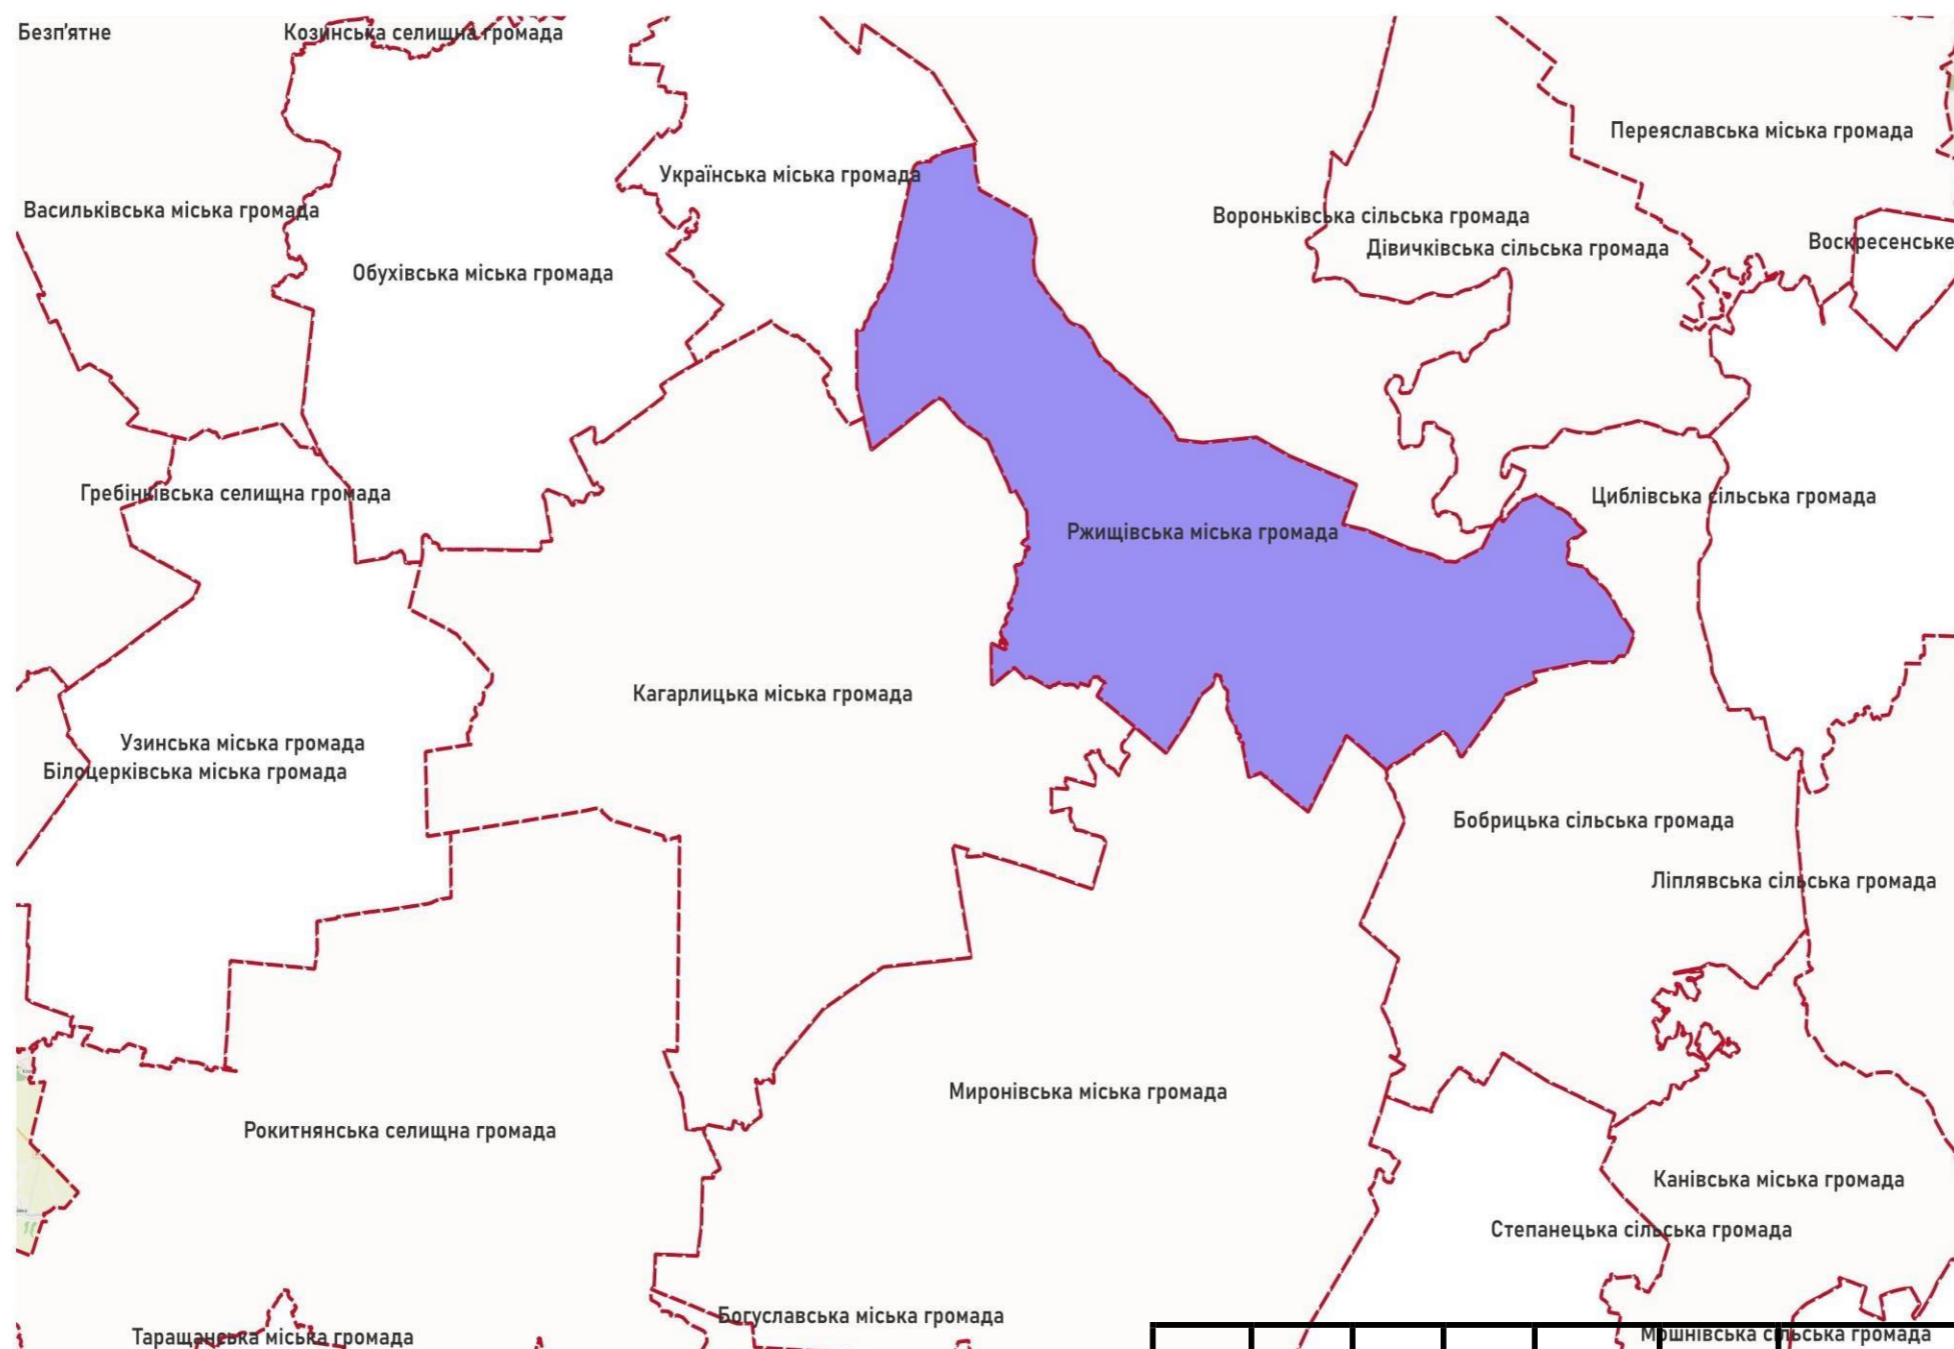 Безп'ятне
Козинська селищна громада
Переяславська міська громада
Українська міська громада
Васильківська міська громада
Вороньківська сільська громада
Дівичківська сільська громада
Воскресенське
Обухівська міська громада
Гребінківська селищна громада
Циблівська сільська громада
Ржищівська міська громада
Кагарлицька міська громада
Узинська міська громада
Білоцерківська міська громада
Бобрицька сільська громада
Ліплявська сільська громада
Миронівська міська громада
Рокитнянська селищна громада
Канівська міська громада
Степанецька сільська громада
Богуславська міська громада
Таращанська міська громада
Мошнівська сільська громада